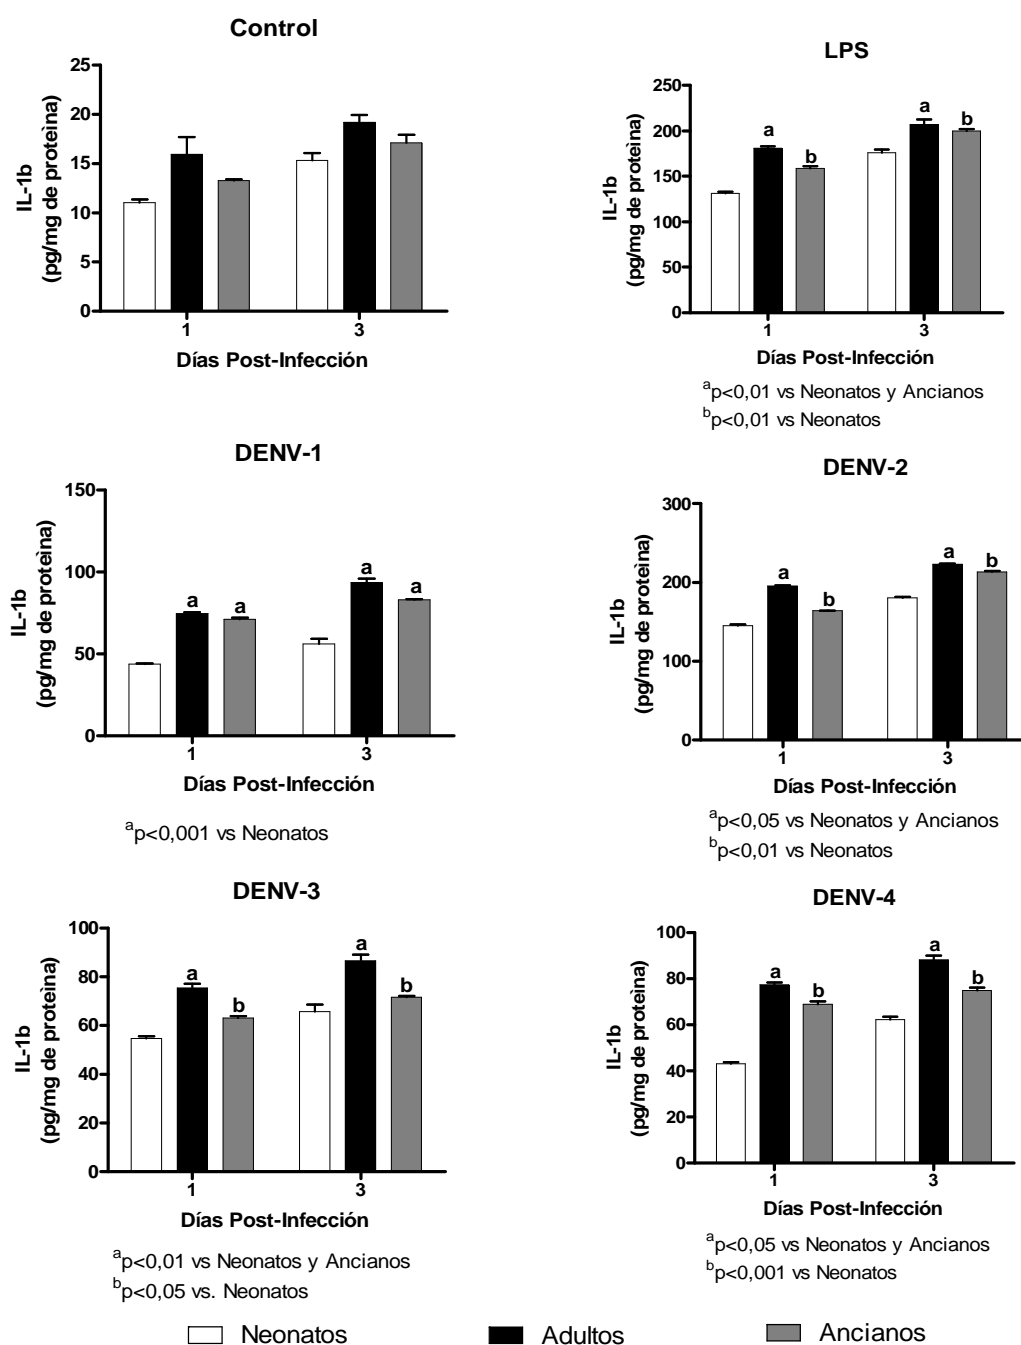 Control
25
20
15
10
5
0
IL-1b
(pg/mg de protèina)
1
3
Días Post-Infección
LPS
250
200
150
100
50
0
IL-1b
(pg/mg de protèina)
a
b
a
b
1
3
Días Post-Infección
ap<0,01 vs Neonatos y Ancianos
bp<0,01 vs Neonatos
DENV-1
150
100
50
0
IL-1b
(pg/mg de protèina)
a
a
a
a
1
3
Días Post-Infección
ap<0,001 vs Neonatos
DENV-2
300
200
100
0
IL-1b
(pg/mg de protèina)
a
b
a
b
1
3
Días Post-Infección
ap<0,05 vs Neonatos y Ancianos
bp<0,01 vs Neonatos
DENV-3
100
80
60
40
20
0
IL-1b
(pg/mg de protèina)
a
b
a
b
1
3
Días Post-Infección
ap<0,01 vs Neonatos y Ancianos
bp<0,05 vs. Neonatos
DENV-4
100
80
60
40
20
0
IL-1b
(pg/mg de protèina)
a
b
a
b
1
3
Días Post-Infección
ap<0,05 vs Neonatos y Ancianos
bp<0,001 vs Neonatos
Neonatos
Adultos
Ancianos